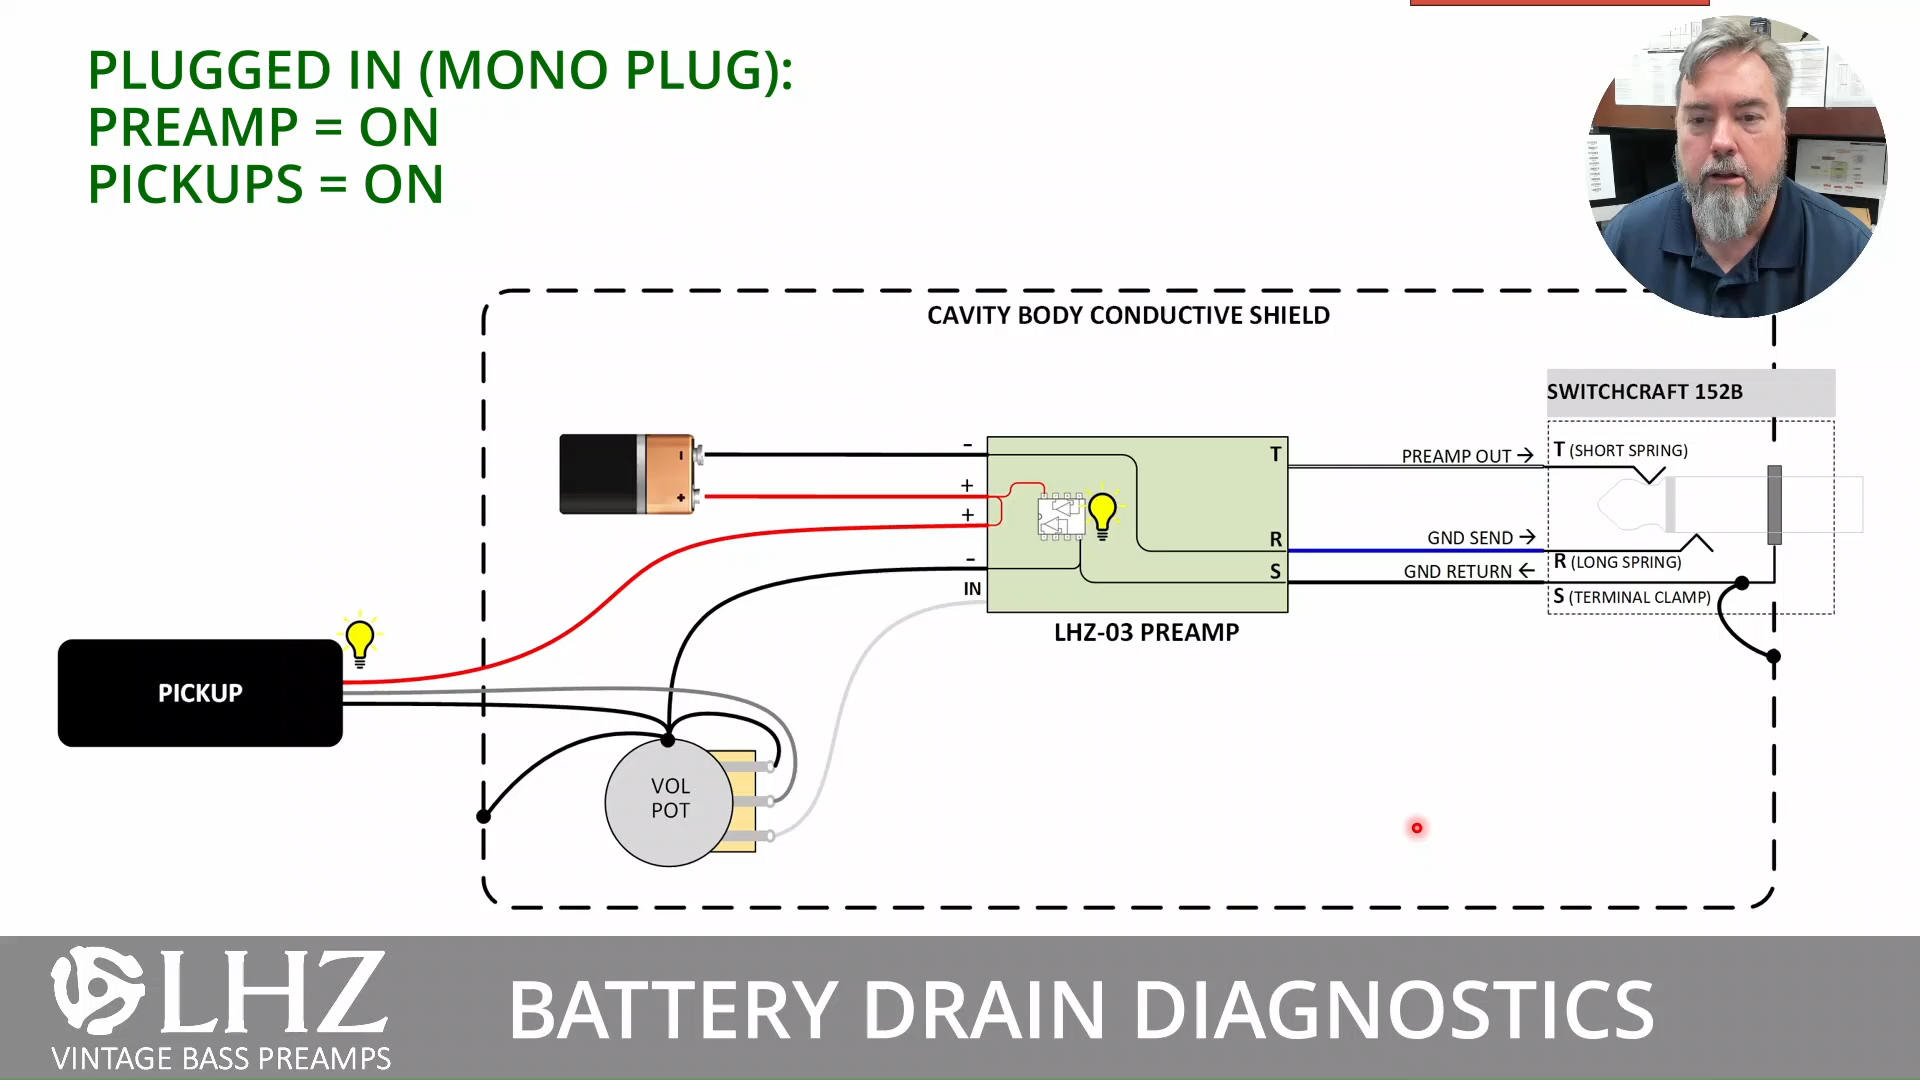 PLUGGED IN (MONO PLUG):
PREAMP = ON
PICKUPS = ON
CAVITY BODY CONDUCTIVE SHIELD
SWITCHCRAFT 152B
-
+
+
-
IN
-
+
T
R
S
PREAMP OUT →
GND SEND →
GND RETURN ←
T (SHORT SPRING)
R (LONG SPRING)
S (TERMINAL CLAMP)
LHZ-03 PREAMP
PICKUP
VOL
POT
LHZ
VINTAGE BASS PREAMPS
BATTERY DRAIN DIAGNOSTICS